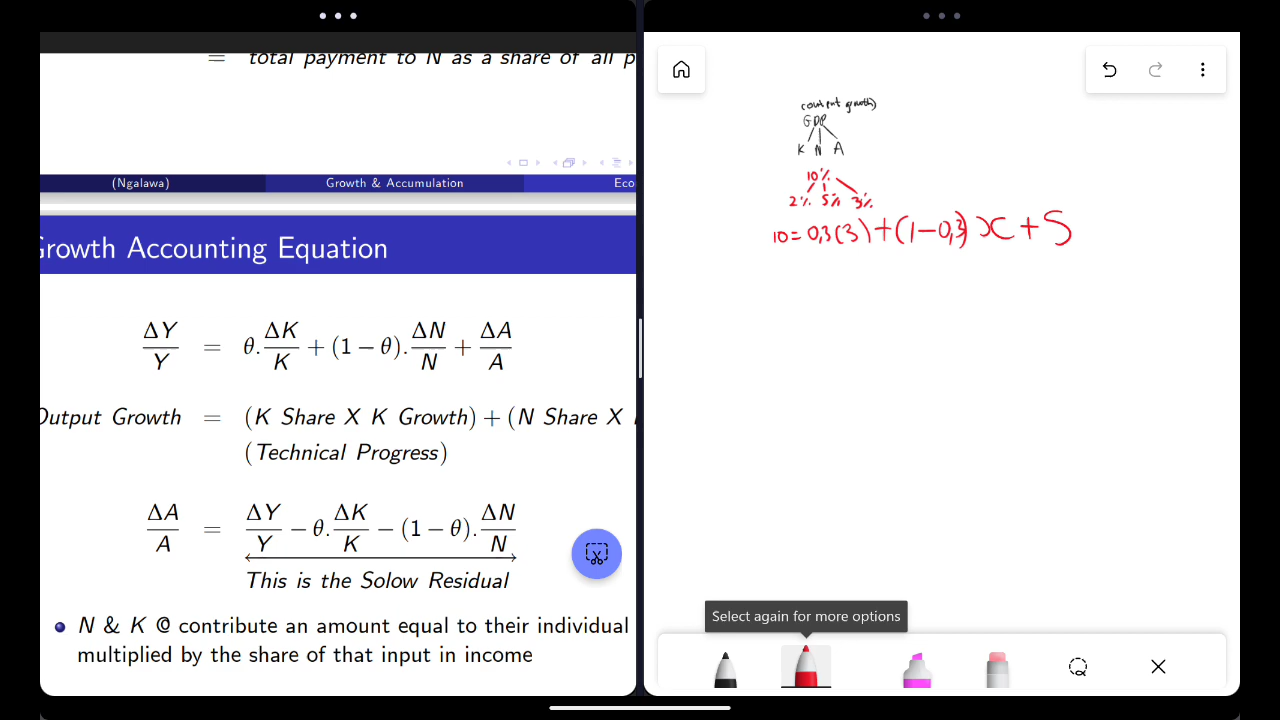 = total payment to N as a share of all p
(Ngalawa) Growth & Accumulation Eco
Growth Accounting Equation
ΔY/Y = θ.ΔK/K + (1 − θ).ΔN/N + ΔA/A
Output Growth = (K Share X K Growth) + (N Share X
(Technical Progress)
ΔA/A = ΔY/Y − θ.ΔK/K − (1 − θ).ΔN/N
This is the Solow Residual
N & K @ contribute an amount equal to their individual
multiplied by the share of that input in income
growth)
GDP
K N A
10%
2% 5% 3%
10 = 0,3(3) + (1−0,3) x + 5
Select again for more options